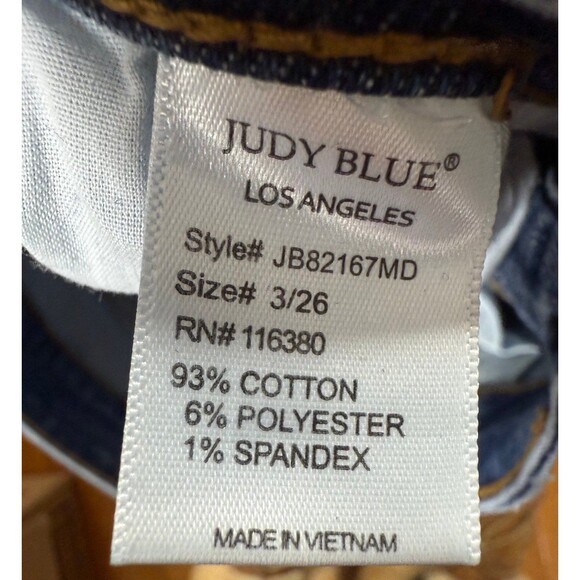 JUDY BLUE®
LOS ANGELES
Style# JB82167MD
Size# 3/26
RN# 116380
93% COTTON
6% POLYESTER
1% SPANDEX
MADE IN VIETNAM